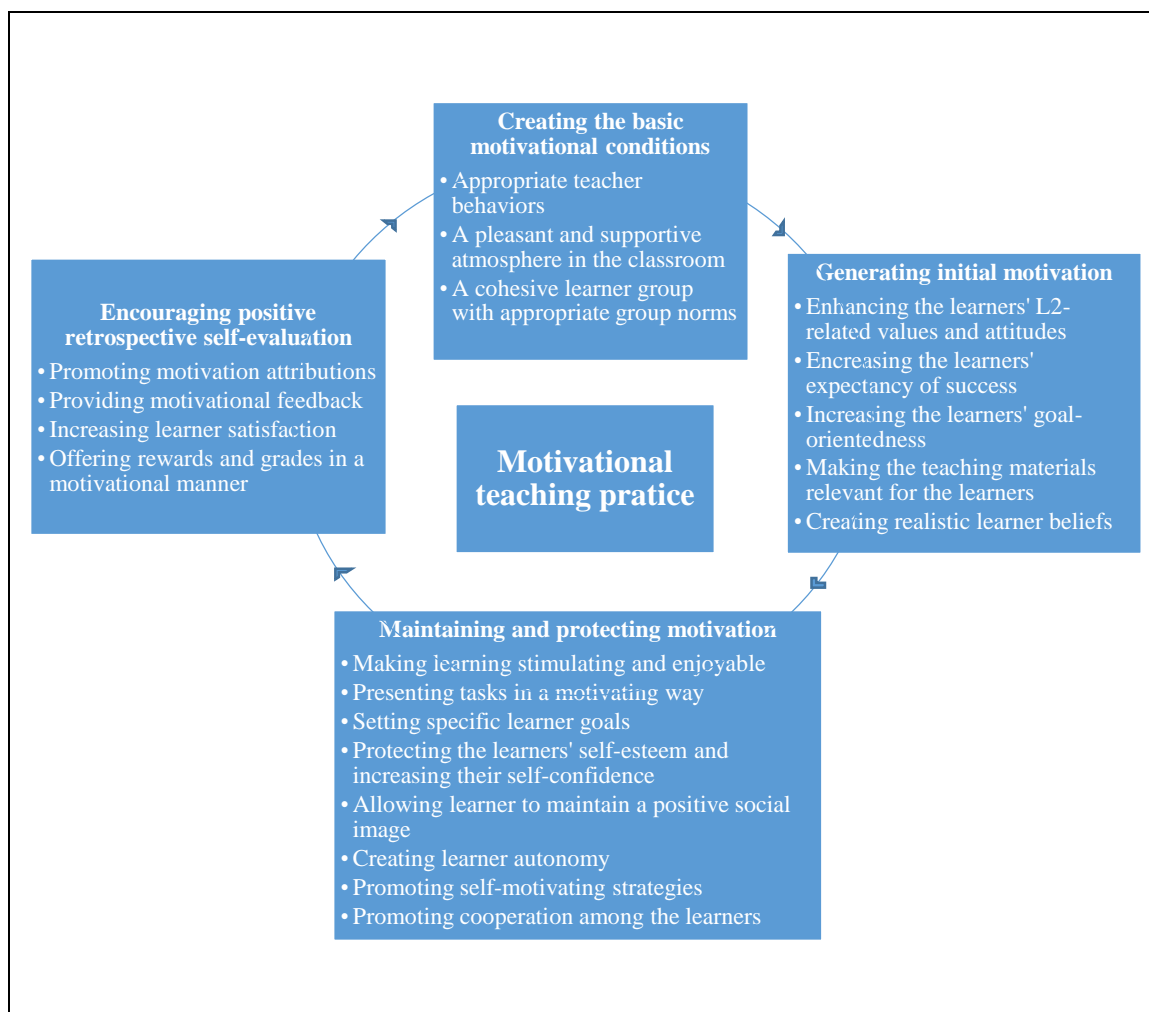 Creating the basic
motivational conditions
• Appropriate teacher
behaviors
• A pleasant and supportive
atmosphere in the classroom
• A cohesive learner group
with appropriate group norms
Generating initial motivation
• Enhancing the learners' L2-
related values and attitudes
• Encreasing the learners'
expectancy of success
• Increasing the learners' goal-
orientedness
• Making the teaching materials
relevant for the learners
• Creating realistic learner beliefs
Maintaining and protecting motivation
• Making learning stimulating and enjoyable
• Presenting tasks in a motivating way
• Setting specific learner goals
• Protecting the learners' self-esteem and
increasing their self-confidence
• Allowing learner to maintain a positive social
image
• Creating learner autonomy
• Promoting self-motivating strategies
• Promoting cooperation among the learners
Encouraging positive
retrospective self-evaluation
• Promoting motivation attributions
• Providing motivational feedback
• Increasing learner satisfaction
• Offering rewards and grades in a
motivational manner
Motivational
teaching pratice